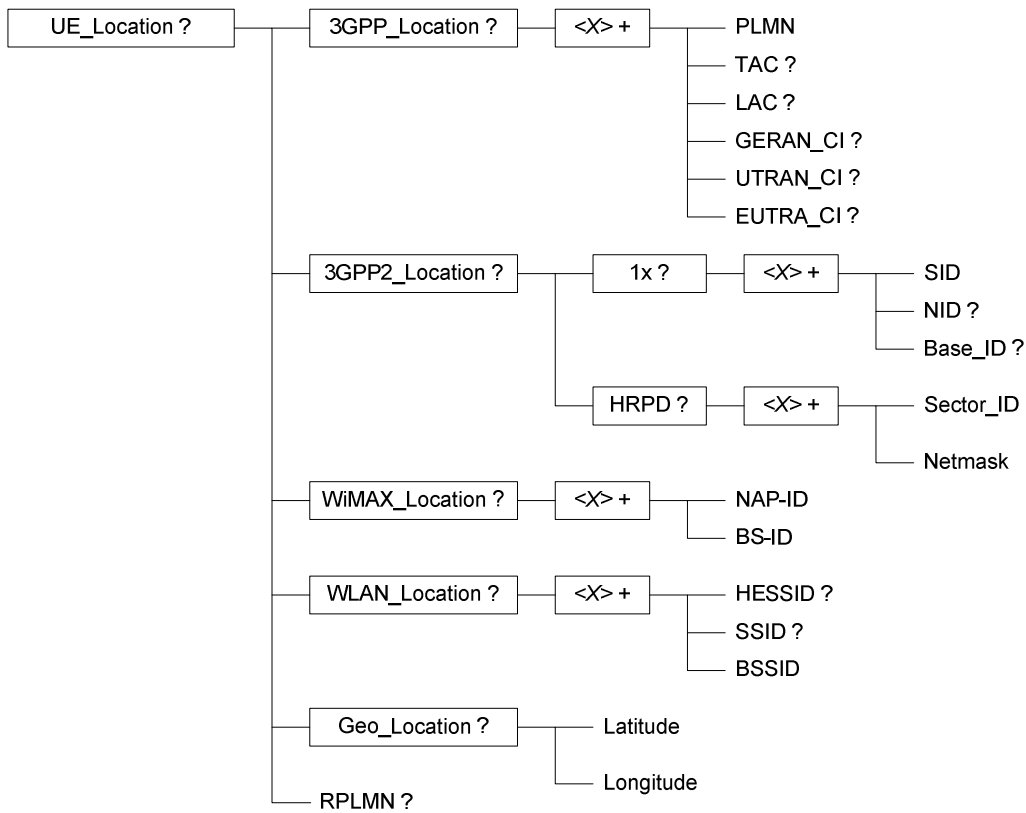 UE_Location ?
3GPP_Location ?
<X> +
PLMN
TAC ?
LAC ?
GERAN_CI ?
UTRAN_CI ?
EUTRA_CI ?
3GPP2_Location ?
1x ?
<X> +
SID
NID ?
Base_ID ?
HRPD ?
<X> +
Sector_ID
Netmask
WiMAX_Location ?
<X> +
NAP-ID
BS-ID
WLAN_Location ?
<X> +
HESSID ?
SSID ?
BSSID
Geo_Location ?
Latitude
Longitude
RPLMN ?